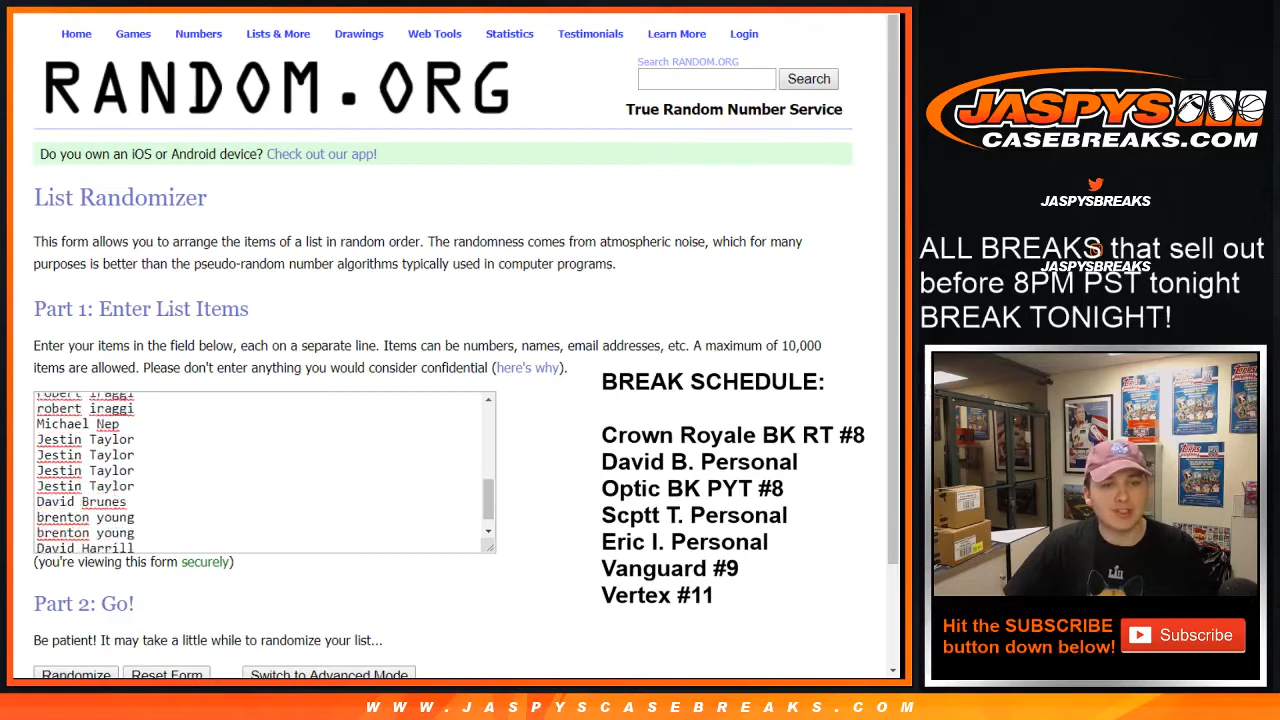 Home Games Numbers Lists & More Drawings Web Tools Statistics Testimonials Learn More Login
RANDOM.ORG
Search RANDOM.ORG
Search
True Random Number Service
Do you own an iOS or Android device? Check out our app!
List Randomizer
This form allows you to arrange the items of a list in random order. The randomness comes from atmospheric noise, which for many
purposes is better than the pseudo-random number algorithms typically used in computer programs.
Part 1: Enter List Items
Enter your items in the field below, each on a separate line. Items can be numbers, names, email addresses, etc. A maximum of 10,000
items are allowed. Please don't enter anything you would consider confidential (here's why).
robert iraggi
robert iraggi
Michael Nep
Jestin Taylor
Jestin Taylor
Jestin Taylor
Jestin Taylor
David Brunes
brenton young
brenton young
David Harrill
(you're viewing this form securely)
Part 2: Go!
Be patient! It may take a little while to randomize your list...
Randomize Reset Form Switch to Advanced Mode
BREAK SCHEDULE:
Crown Royale BK RT #8
David B. Personal
Optic BK PYT #8
Scptt T. Personal
Eric I. Personal
Vanguard #9
Vertex #11
JASPYS
CASEBREAKS.COM
JASPYSBREAKS
ALL BREAKS that sell out
JASPYSBREAKS
before 8PM PST tonight
BREAK TONIGHT!
Hit the SUBSCRIBE
button down below!
Subscribe
WWW.JASPYSCASEBREAKS.COM